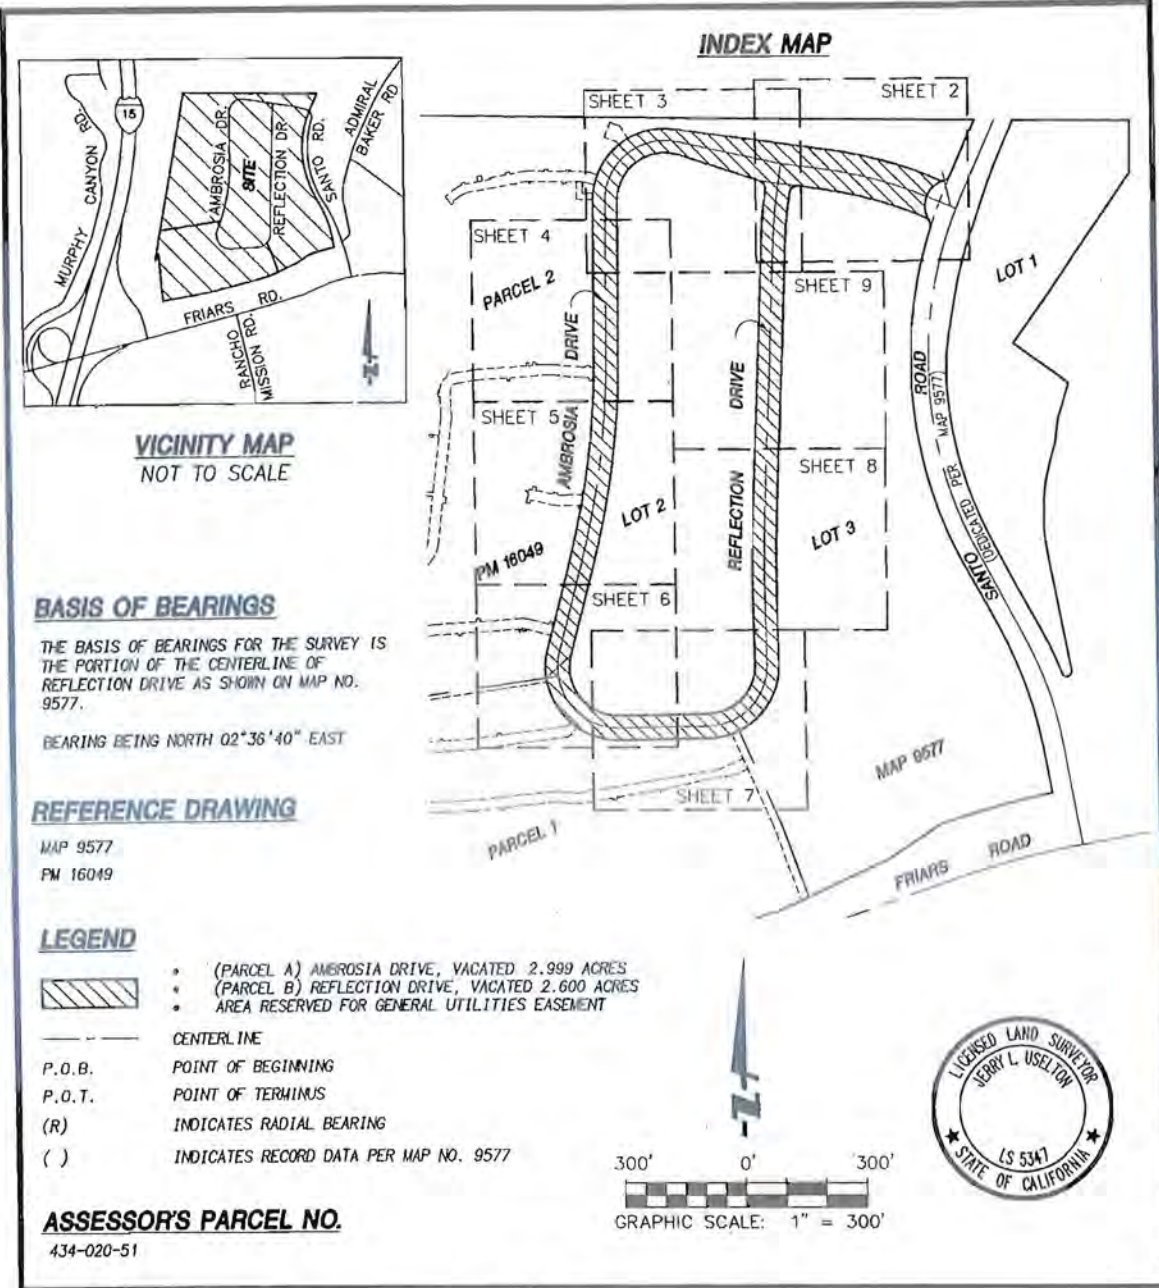 INDEX MAP
SHEET 3
SHEET 2
SHEET 4
SHEET 9
SHEET 5
SHEET 8
SHEET 6
SHEET 7
PARCEL 2
AMBROSIA DRIVE
REFLECTION DRIVE
LOT 1
LOT 2
LOT 3
PM 16049
SANTO ROAD
(DEDICATED PER MAP 9577)
MAP 9577
PARCEL 1
FRIARS ROAD
MURPHY CANYON RD.
15
AMBROSIA DR.
SITE
REFLECTION DR.
SANTO RD.
ADMIRAL
BAKER RD
FRIARS RD.
RANCHO
MISSION RD.
N
VICINITY MAP
NOT TO SCALE
BASIS OF BEARINGS
THE BASIS OF BEARINGS FOR THE SURVEY IS
THE PORTION OF THE CENTERLINE OF
REFLECTION DRIVE AS SHOWN ON MAP NO.
9577.
BEARING BEING NORTH 02°36'40" EAST
REFERENCE DRAWING
MAP 9577
PM 16049
LEGEND
• (PARCEL A) AMBROSIA DRIVE, VACATED 2.999 ACRES
• (PARCEL B) REFLECTION DRIVE, VACATED 2.600 ACRES
• AREA RESERVED FOR GENERAL UTILITIES EASEMENT
CENTERLINE
P.O.B. POINT OF BEGINNING
P.O.T. POINT OF TERMINUS
(R) INDICATES RADIAL BEARING
( ) INDICATES RECORD DATA PER MAP NO. 9577
ASSESSOR'S PARCEL NO.
434-020-51
N
300' 0' 300'
GRAPHIC SCALE: 1" = 300'
LICENSED LAND SURVEYOR
JERRY L. USELTON
LS 5347
STATE OF CALIFORNIA